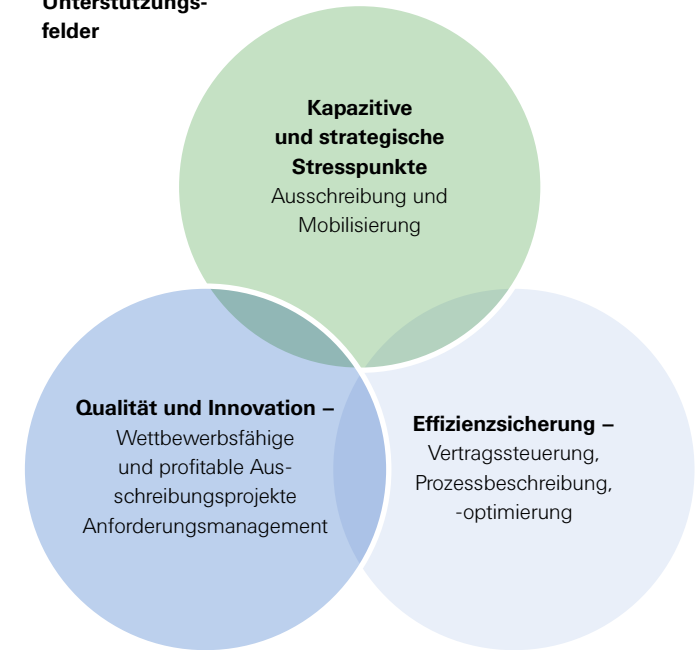 Unterstützungs-
felder
Kapazitive
und strategische
Stresspunkte
Ausschreibung und
Mobilisierung
Qualität und Innovation –
Wettbewerbsfähige
und profitable Aus-
schreibungsprojekte
Anforderungsmanagement
Effizienzsicherung –
Vertragssteuerung,
Prozessbeschreibung,
-optimierung